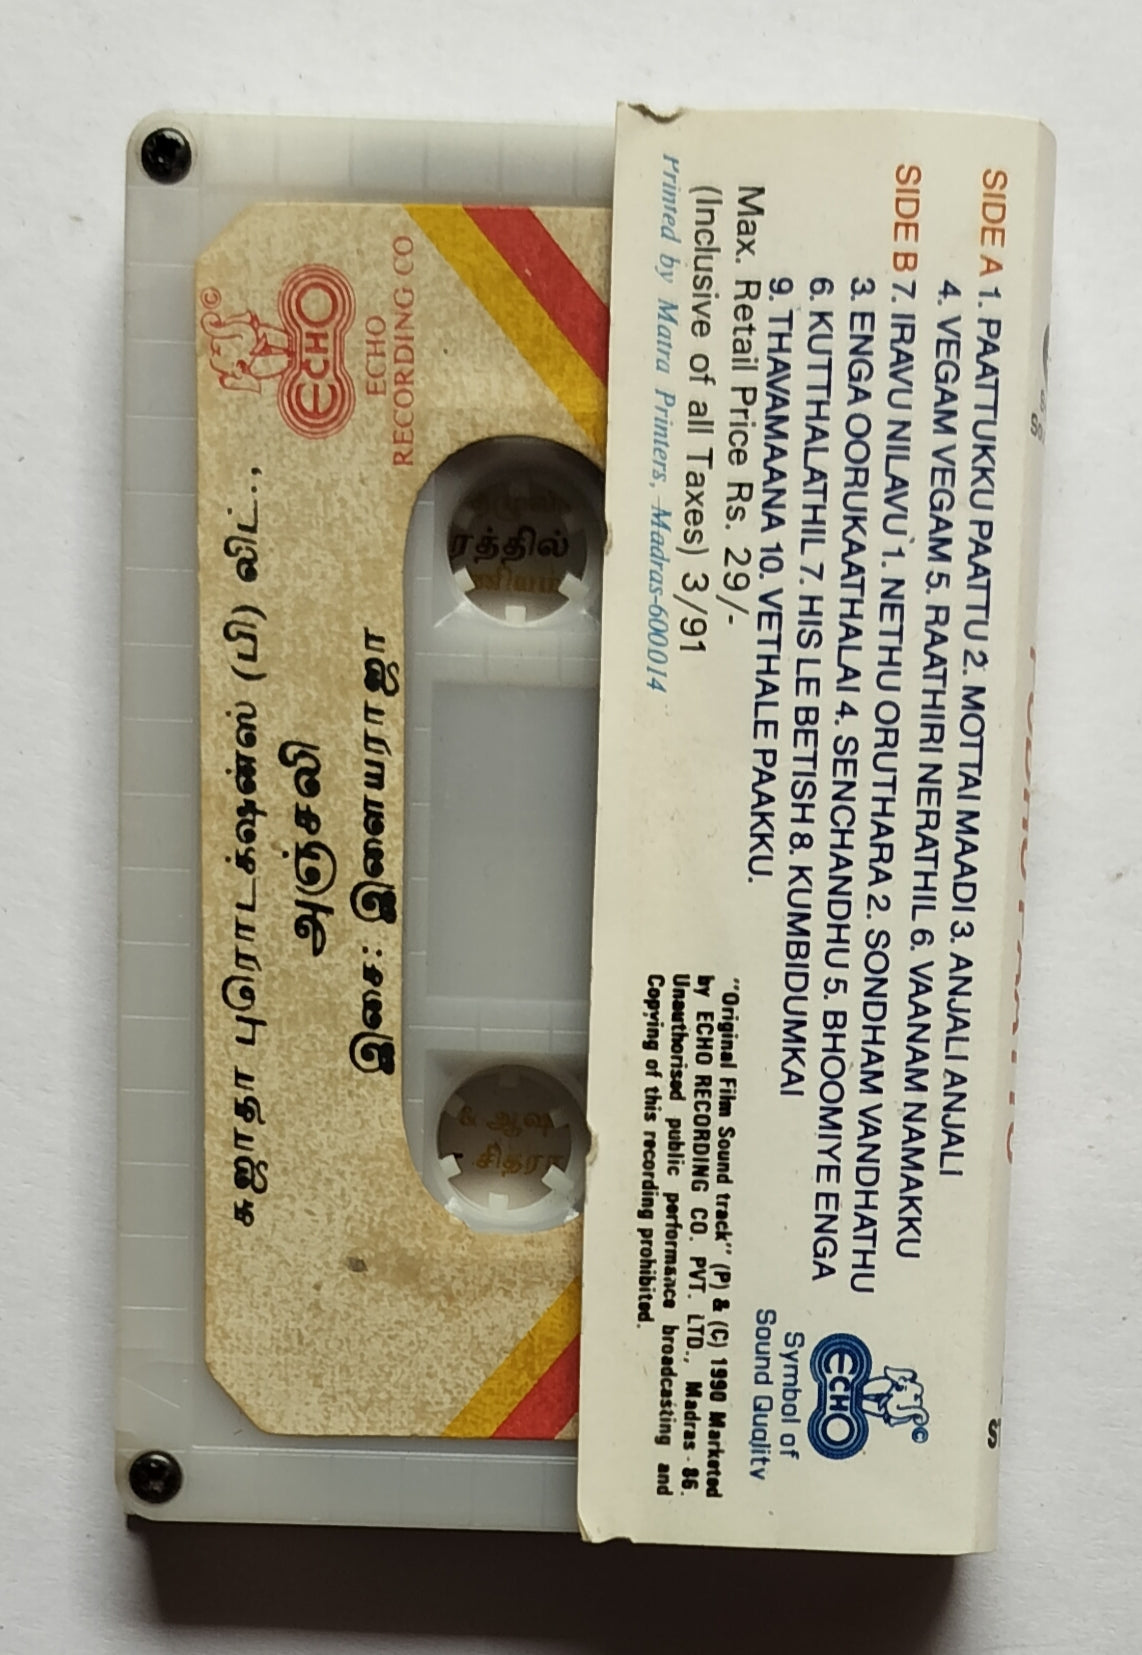 SIDE A 1. PAATTUKKU PAATTU 2. MOTTAI MAADI 3. ANJALI ANJALI
4. VEGAM VEGAM 5. RAATHIRI NERATHIL 6. VAANAM NAMAKKU
SIDE B 7. IRAVU NILAVU 1. NETHU ORUTHARA 2. SONDHAM VANDHATHU
3. ENGA OORUKAATHALAI 4. SENCHANDHU 5. BHOOMIYE ENGA
6. KUTTHALATHIL 7. HIS LE BETISH 8. KUMBIDUMKAI
9. THAVAMAANA 10. VETHALE PAAKKU.
Max. Retail Price Rs. 29/-
(Inclusive of all Taxes) 3/91
Printed by Matra Printers, Madras-600014
ECHO
Symbol of
Sound Quality
"Original Film Sound track" (P) & (C) 1990 Marketed
by ECHO RECORDING CO. PVT. LTD., Madras - 86.
Unauthorised public performance broadcasting and
Copying of this recording prohibited.
ECHO
ECHO
RECORDING CO
ரத்தில்
இசை: இளையராஜா